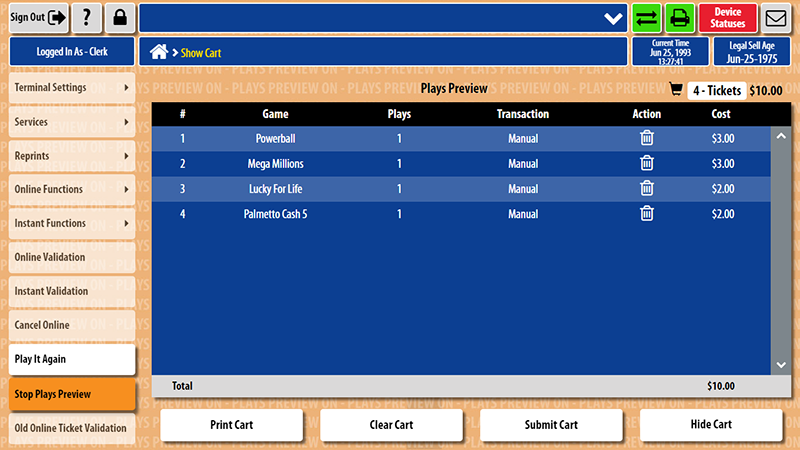 Sign Out
?
Device
Statuses
Logged In As - Clerk
> Show Cart
Current Time
Jun 25, 1993
13:27:41
Legal Sell Age
Jun-25-1975
Terminal Settings
Services
Reprints
Online Functions
Instant Functions
Online Validation
Instant Validation
Cancel Online
Play It Again
Stop Plays Preview
Old Online Ticket Validation
Plays Preview
4 - Tickets $10.00
# Game Plays Transaction Action Cost
1 Powerball 1 Manual $3.00
2 Mega Millions 1 Manual $3.00
3 Lucky For Life 1 Manual $2.00
4 Palmetto Cash 5 1 Manual $2.00
Total $10.00
Print Cart
Clear Cart
Submit Cart
Hide Cart
PLAYS PREVIEW ON - PLAYS PREVIEW ON - PLAYS PREVIEW ON